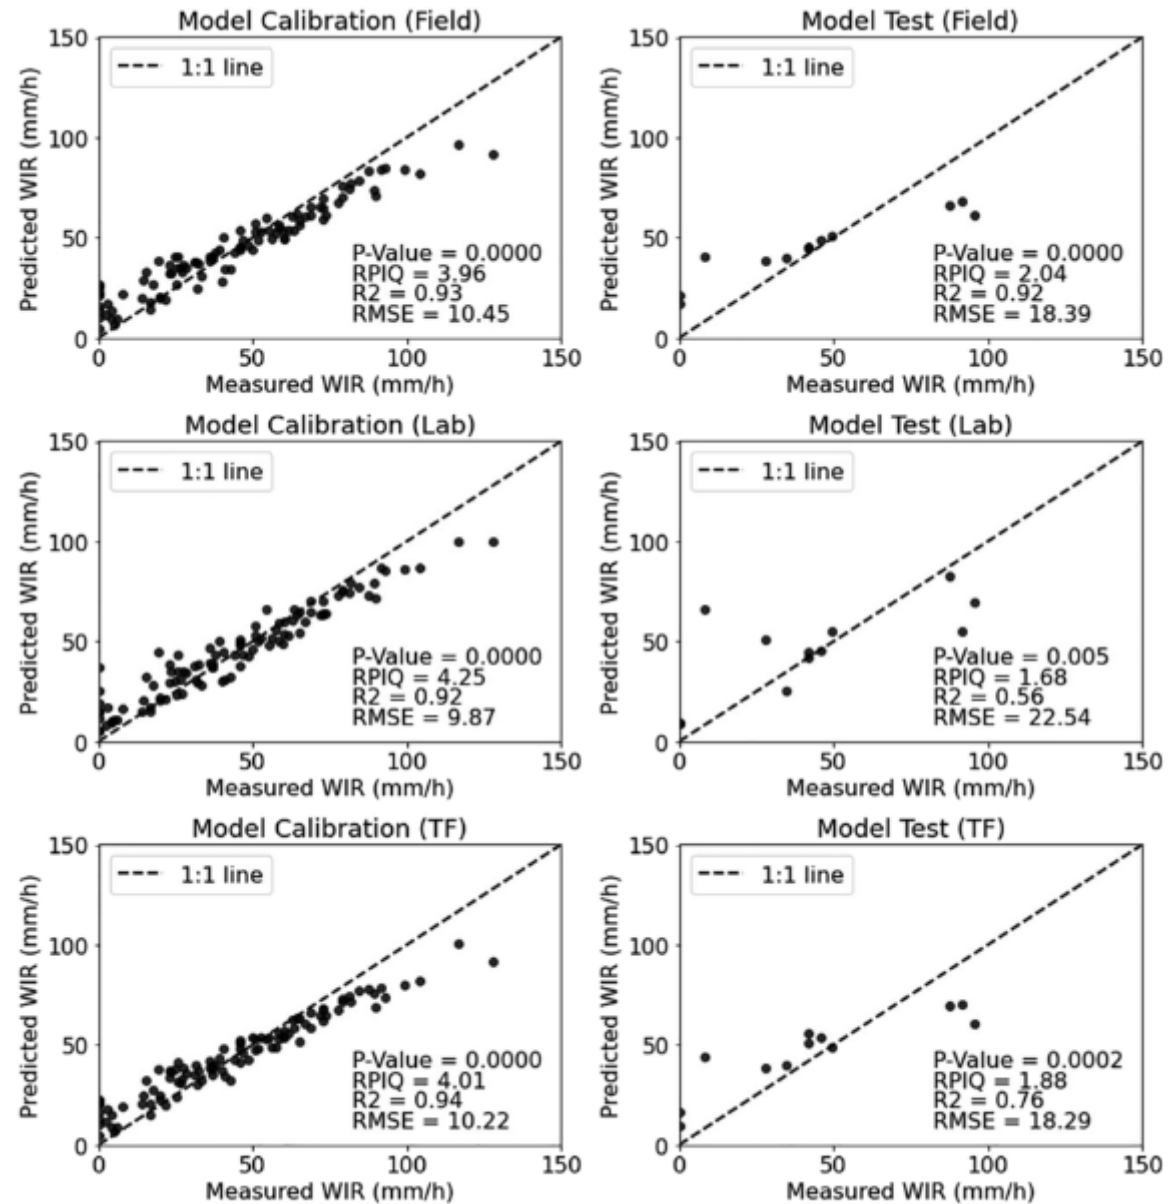 Model Calibration (Field)
150
100
50
0
Predicted WIR (mm/h)
1:1 line
P-Value = 0.0000
RPIQ = 3.96
R2 = 0.93
RMSE = 10.45
0 50 100 150
Measured WIR (mm/h)
Model Test (Field)
150
100
50
0
Predicted WIR (mm/h)
1:1 line
P-Value = 0.0000
RPIQ = 2.04
R2 = 0.92
RMSE = 18.39
0 50 100 150
Measured WIR (mm/h)
Model Calibration (Lab)
150
100
50
0
Predicted WIR (mm/h)
1:1 line
P-Value = 0.0000
RPIQ = 4.25
R2 = 0.92
RMSE = 9.87
0 50 100 150
Measured WIR (mm/h)
Model Test (Lab)
150
100
50
0
Predicted WIR (mm/h)
1:1 line
P-Value = 0.005
RPIQ = 1.68
R2 = 0.56
RMSE = 22.54
0 50 100 150
Measured WIR (mm/h)
Model Calibration (TF)
150
100
50
0
Predicted WIR (mm/h)
1:1 line
P-Value = 0.0000
RPIQ = 4.01
R2 = 0.94
RMSE = 10.22
0 50 100 150
Measured WIR (mm/h)
Model Test (TF)
150
100
50
0
Predicted WIR (mm/h)
1:1 line
P-Value = 0.0002
RPIQ = 1.88
R2 = 0.76
RMSE = 18.29
0 50 100 150
Measured WIR (mm/h)